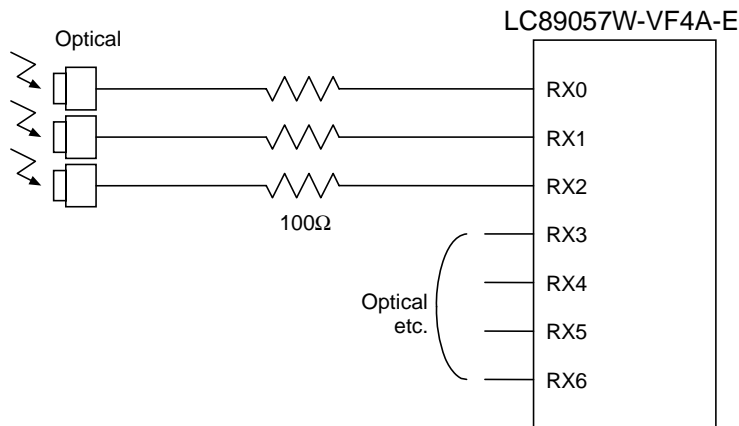 LC89057W-VF4A-E
Optical
RX0
RX1
RX2
100Ω
RX3
RX4
Optical
etc.
RX5
RX6